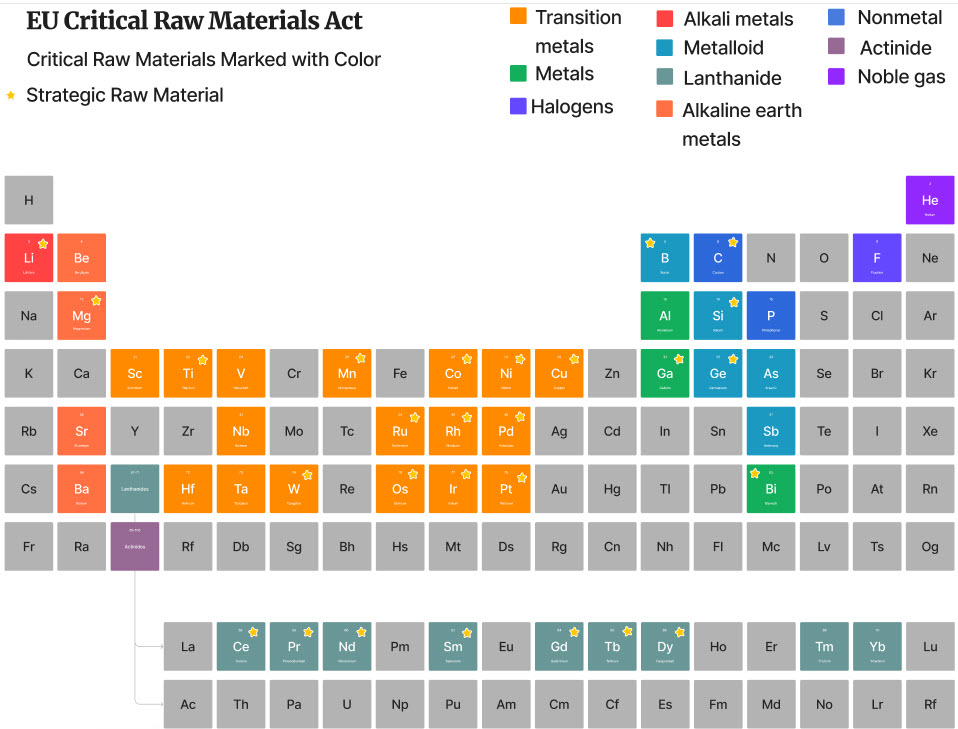 EU Critical Raw Materials Act
Critical Raw Materials Marked with Color
Strategic Raw Material
Transition
metals
Metals
Halogens
Alkali metals
Metalloid
Lanthanide
Alkaline earth
metals
Nonmetal
Actinide
Noble gas
H He
Li Be B C N O F Ne
Na Mg Al Si P S Cl Ar
K Ca Sc Ti V Cr Mn Fe Co Ni Cu Zn Ga Ge As Se Br Kr
Rb Sr Y Zr Nb Mo Tc Ru Rh Pd Ag Cd In Sn Sb Te I Xe
Cs Ba Lanthanides Hf Ta W Re Os Ir Pt Au Hg Tl Pb Bi Po At Rn
Fr Ra Actinides Rf Db Sg Bh Hs Mt Ds Rg Cn Nh Fl Mc Lv Ts Og
La Ce Pr Nd Pm Sm Eu Gd Tb Dy Ho Er Tm Yb Lu
Ac Th Pa U Np Pu Am Cm Cf Es Fm Md No Lr Rf